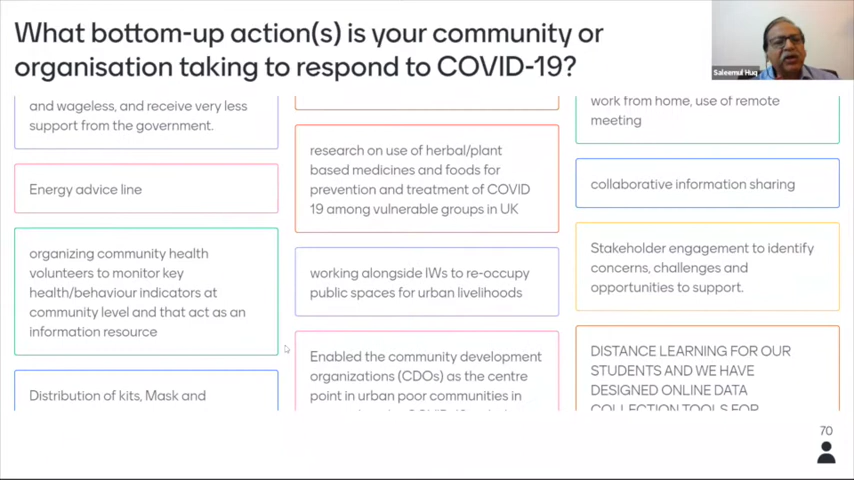 What bottom-up action(s) is your community or
organisation taking to respond to COVID-19?
Saleemul Huq
and wageless, and receive very less
support from the government.
Energy advice line
organizing community health
volunteers to monitor key
health/behaviour indicators at
community level and that act as an
information resource
Distribution of kits, Mask and
research on use of herbal/plant
based medicines and foods for
prevention and treatment of COVID
19 among vulnerable groups in UK
working alongside IWs to re-occupy
public spaces for urban livelihoods
Enabled the community development
organizations (CDOs) as the centre
point in urban poor communities in
work from home, use of remote
meeting
collaborative information sharing
Stakeholder engagement to identify
concerns, challenges and
opportunities to support.
DISTANCE LEARNING FOR OUR
STUDENTS AND WE HAVE
DESIGNED ONLINE DATA
COLLECTION TOOLS FOR
70